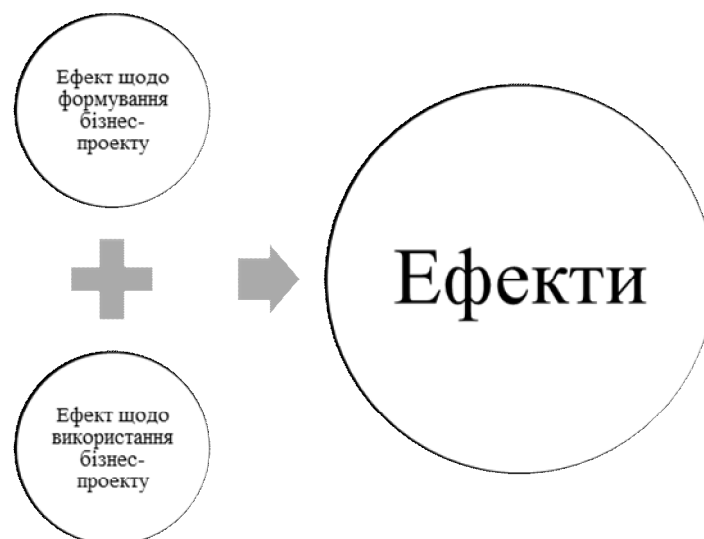 Ефект щодо
формування
бізнес-
проекту
Ефект щодо
використання
бізнес-
проекту
Ефекти